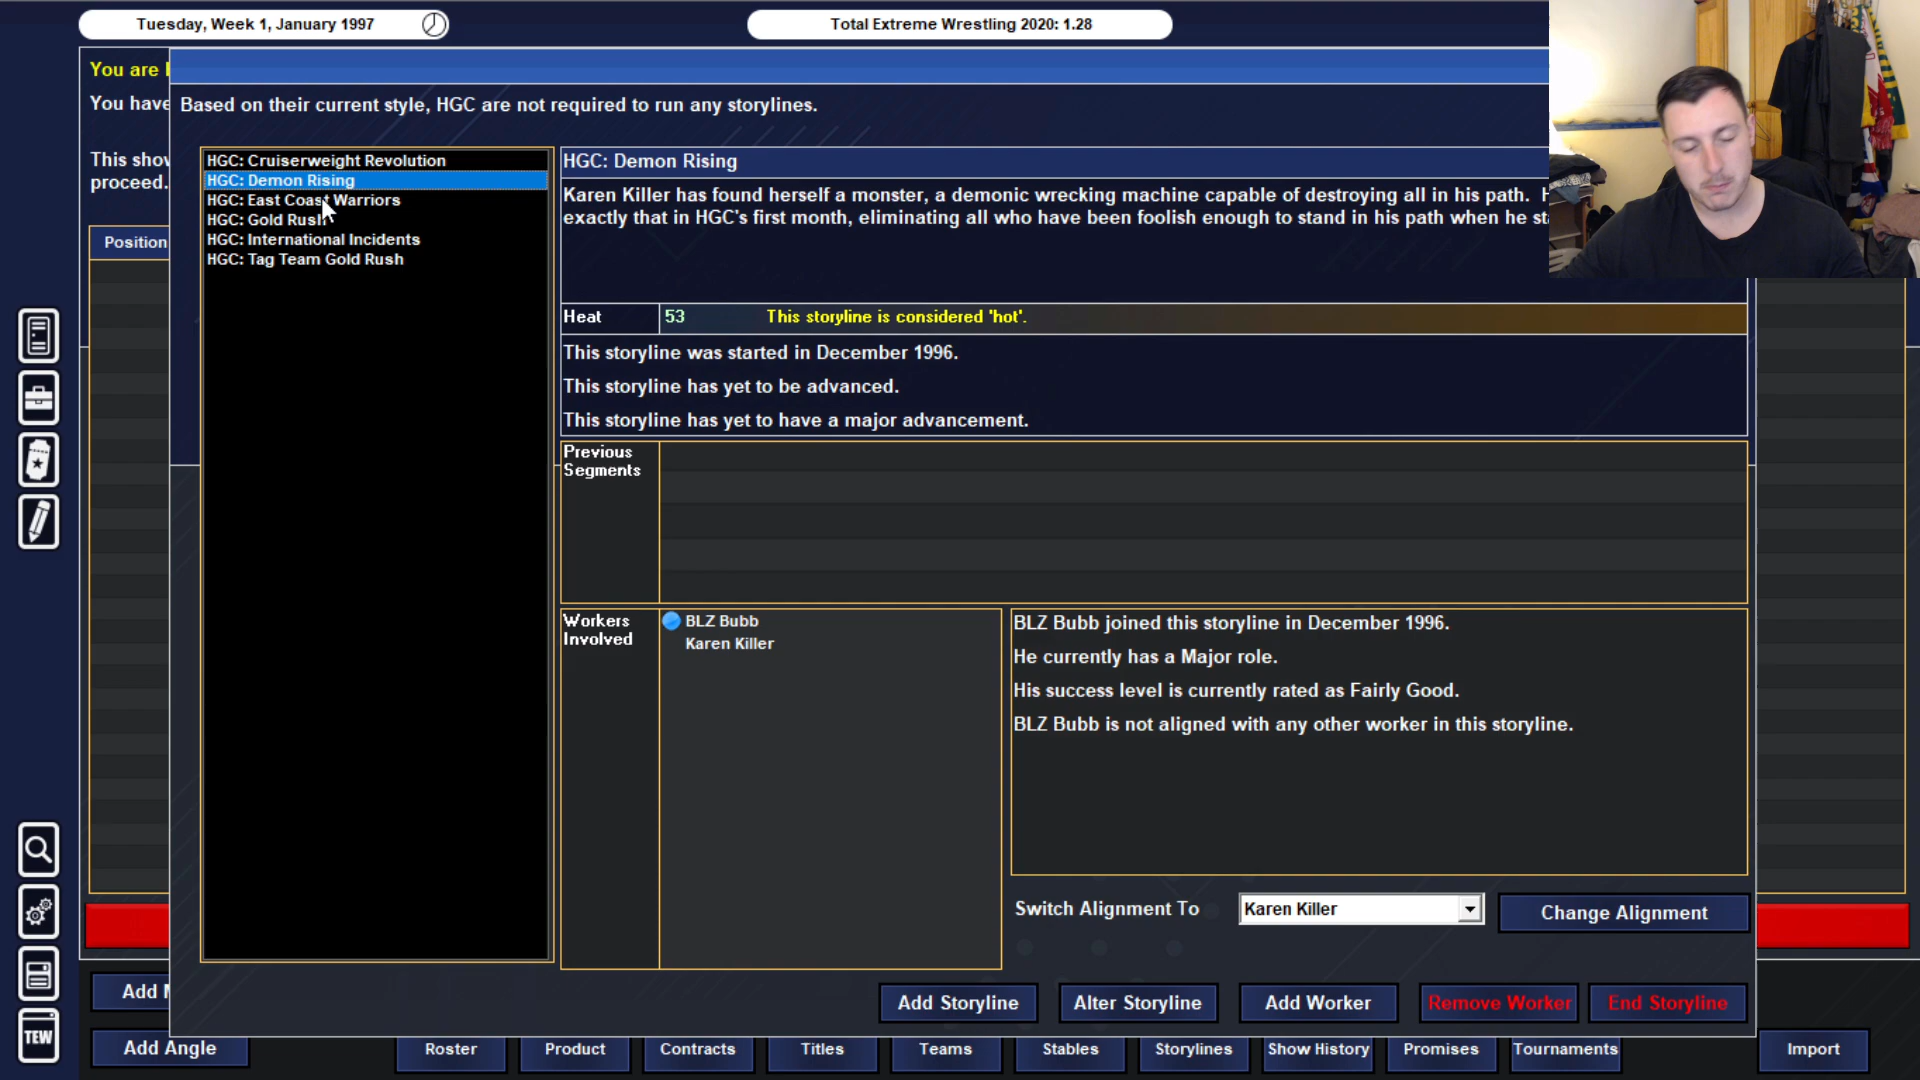 Tuesday, Week 1, January 1997
Total Extreme Wrestling 2020: 1.28
You are
You have
This show
proceed.
Position
Based on their current style, HGC are not required to run any storylines.
HGC: Cruiserweight Revolution
HGC: Demon Rising
HGC: East Coast Warriors
HGC: Gold Rush
HGC: International Incidents
HGC: Tag Team Gold Rush
HGC: Demon Rising
Karen Killer has found herself a monster, a demonic wrecking machine capable of destroying all in his path. H
exactly that in HGC's first month, eliminating all who have been foolish enough to stand in his path when he st
Heat 53 This storyline is considered 'hot'.
This storyline was started in December 1996.
This storyline has yet to be advanced.
This storyline has yet to have a major advancement.
Previous
Segments
Workers
Involved
BLZ Bubb
Karen Killer
BLZ Bubb joined this storyline in December 1996.
He currently has a Major role.
His success level is currently rated as Fairly Good.
BLZ Bubb is not aligned with any other worker in this storyline.
Switch Alignment To Karen Killer Change Alignment
Add Storyline Alter Storyline Add Worker Remove Worker End Storyline
Add M
Add Angle Roster Product Contracts Titles Teams Stables Storylines Show History Promises Tournaments Import
TEW